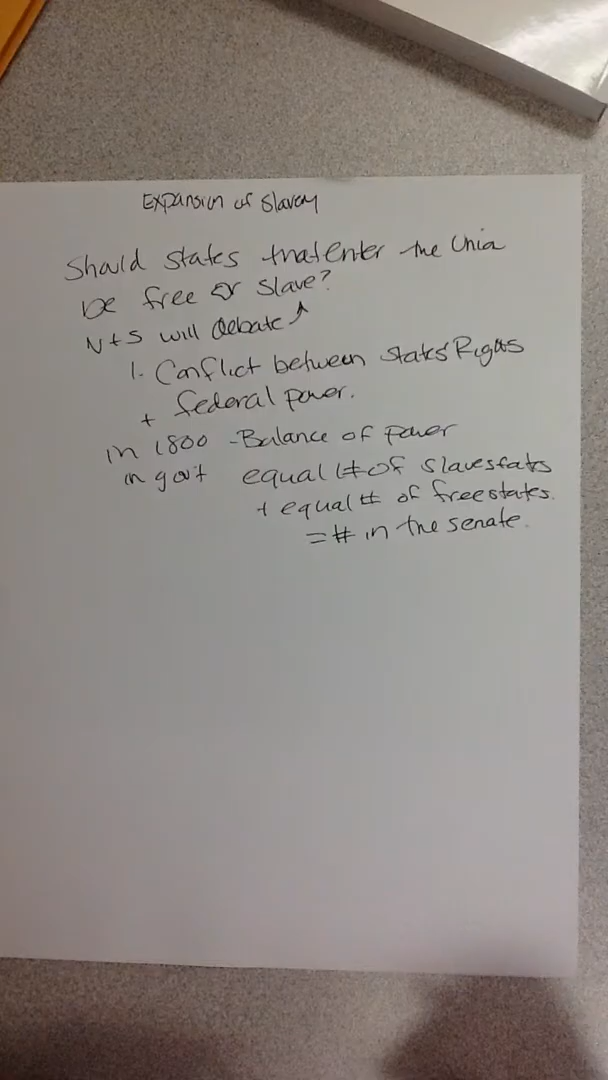 Expansion of Slavery
Should states that enter the Union
be free or slave?
N + S will debate ↑
1. Conflict between States' Rights
+ federal power.
in 1800 - Balance of power
in gov't equal # of slave states
+ equal # of free states.
= # in the senate.